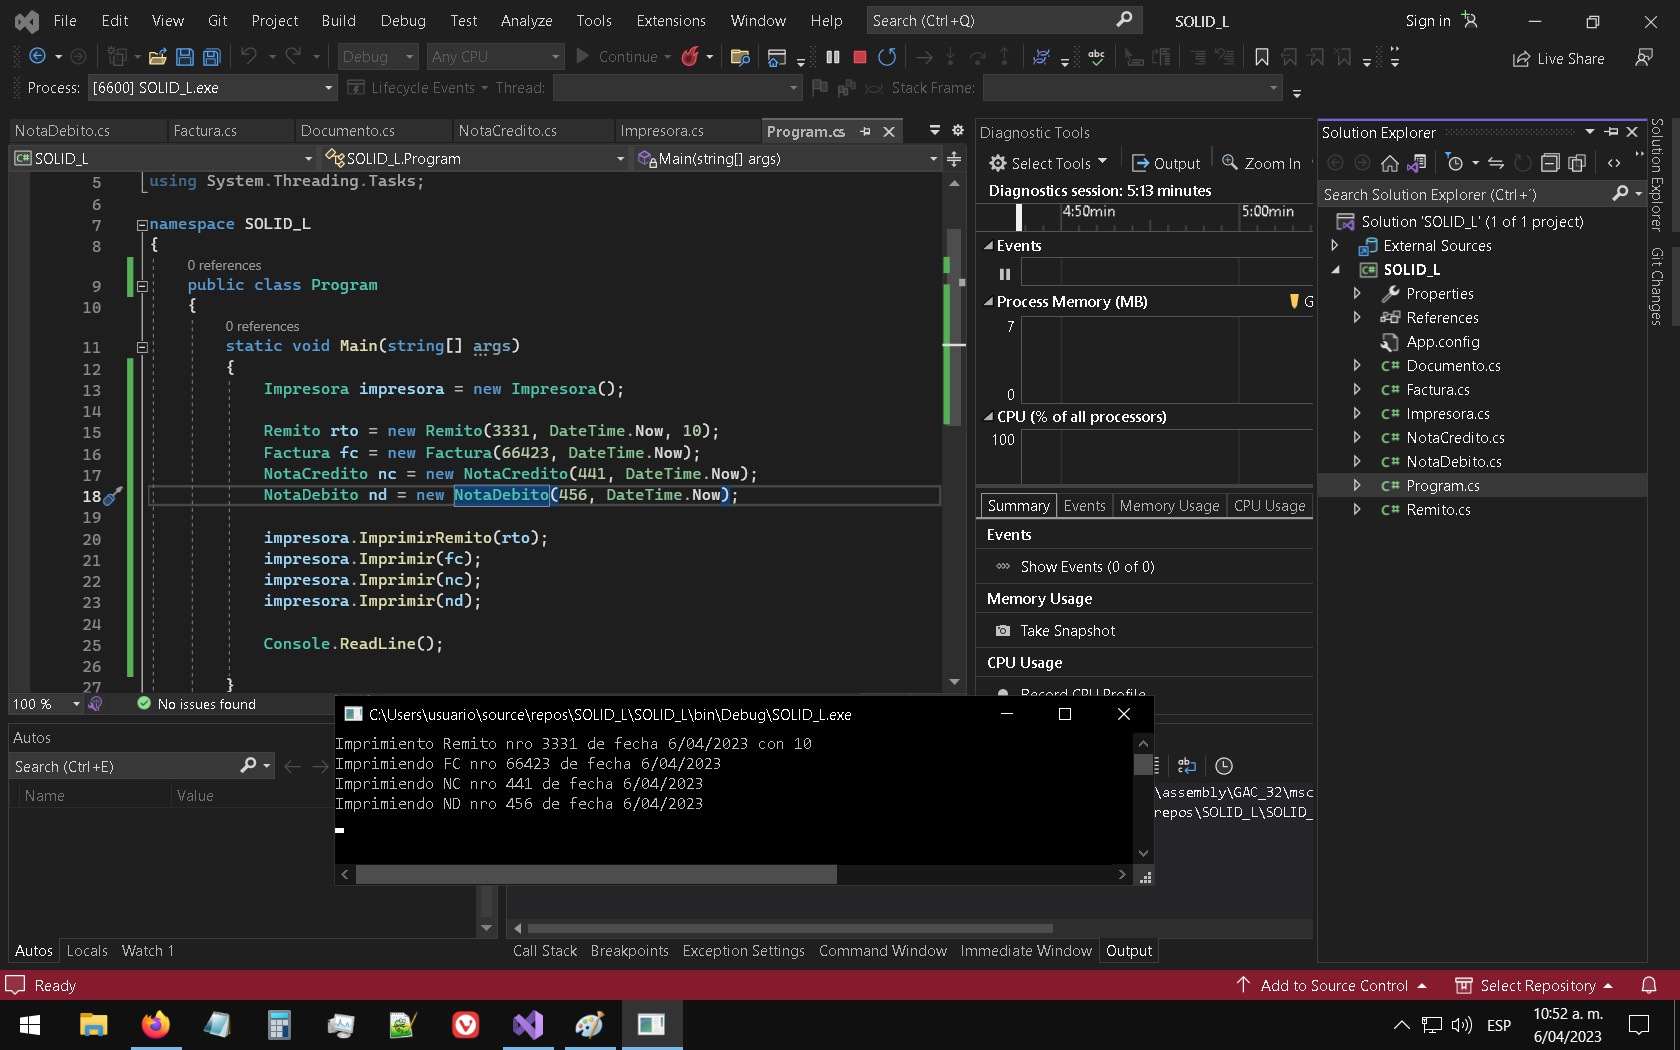 File Edit View Git Project Build Debug Test Analyze Tools Extensions Window Help Search (Ctrl+Q) SOLID_L Sign in
Debug Any CPU Continue Live Share
Process: [6600] SOLID_L.exe Lifecycle Events Thread: Stack Frame:
NotaDebito.cs Factura.cs Documento.cs NotaCredito.cs Impresora.cs Program.cs
SOLID_L SOLID_L.Program Main(string[] args)
5 using System.Threading.Tasks;
6
7 namespace SOLID_L
8 {
0 references
9 public class Program
10 {
0 references
11 static void Main(string[] args)
12 {
13 Impresora impresora = new Impresora();
14
15 Remito rto = new Remito(3331, DateTime.Now, 10);
16 Factura fc = new Factura(66423, DateTime.Now);
17 NotaCredito nc = new NotaCredito(441, DateTime.Now);
18 NotaDebito nd = new NotaDebito(456, DateTime.Now);
19
20 impresora.ImprimirRemito(rto);
21 impresora.Imprimir(fc);
22 impresora.Imprimir(nc);
23 impresora.Imprimir(nd);
24
25 Console.ReadLine();
26
27 }
100 % No issues found
Diagnostic Tools
Select Tools Output Zoom In
Diagnostics session: 5:13 minutes
4:50min 5:00min
Events
Process Memory (MB) G
7
0
CPU (% of all processors)
100
Summary Events Memory Usage CPU Usage
Events
Show Events (0 of 0)
Memory Usage
Take Snapshot
CPU Usage
Record CPU Profile
Solution Explorer
Search Solution Explorer (Ctrl+´)
Solution 'SOLID_L' (1 of 1 project)
External Sources
SOLID_L
Properties
References
App.config
C# Documento.cs
C# Factura.cs
C# Impresora.cs
C# NotaCredito.cs
C# NotaDebito.cs
C# Program.cs
C# Remito.cs
Solution Explorer
Git Changes
Autos
Search (Ctrl+E)
Name Value
Autos Locals Watch 1
C:\Users\usuario\source\repos\SOLID_L\SOLID_L\bin\Debug\SOLID_L.exe
Imprimiento Remito nro 3331 de fecha 6/04/2023 con 10
Imprimiendo FC nro 66423 de fecha 6/04/2023
Imprimiendo NC nro 441 de fecha 6/04/2023
Imprimiendo ND nro 456 de fecha 6/04/2023
\assembly\GAC_32\msc
repos\SOLID_L\SOLID_
Call Stack Breakpoints Exception Settings Command Window Immediate Window Output
Ready Add to Source Control Select Repository
ESP 10:52 a. m.
6/04/2023